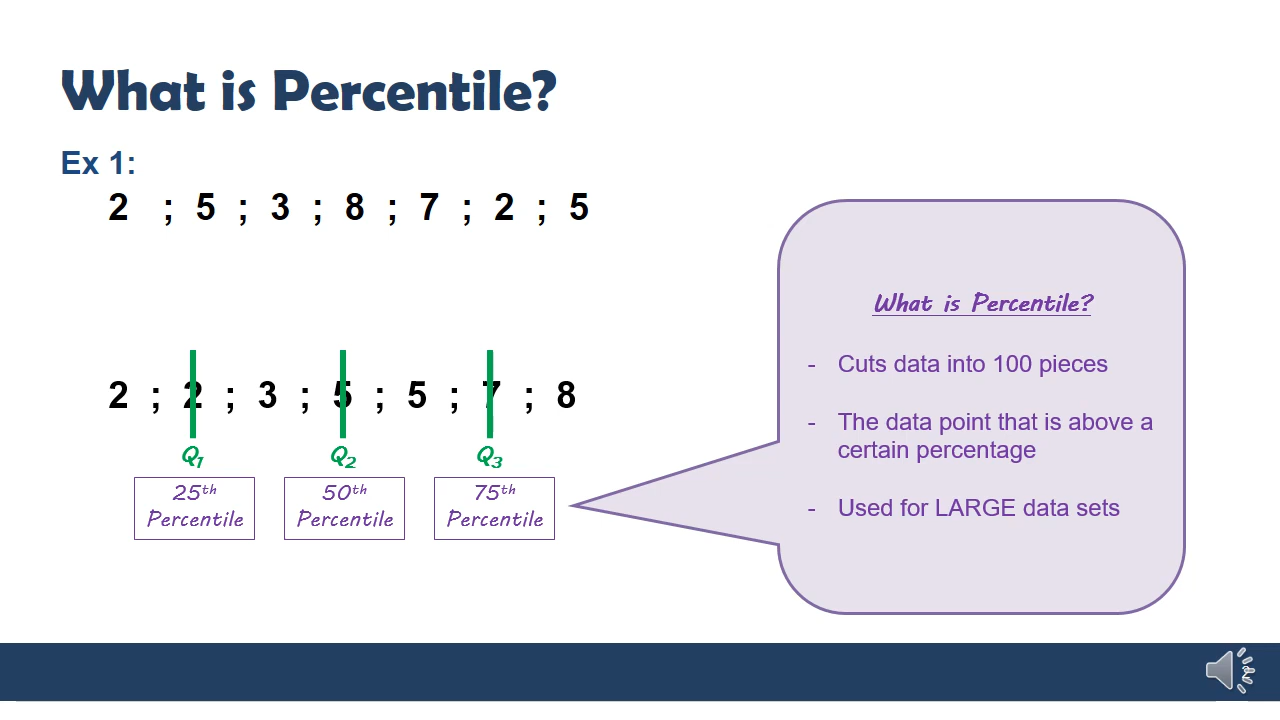 What is Percentile?
Ex 1:
2 ; 5 ; 3 ; 8 ; 7 ; 2 ; 5
2 ; 2 ; 3 ; 5 ; 5 ; 7 ; 8
Q1 Q2 Q3
25th 50th 75th
Percentile Percentile Percentile
What is Percentile?
- Cuts data into 100 pieces
- The data point that is above a
certain percentage
- Used for LARGE data sets
2